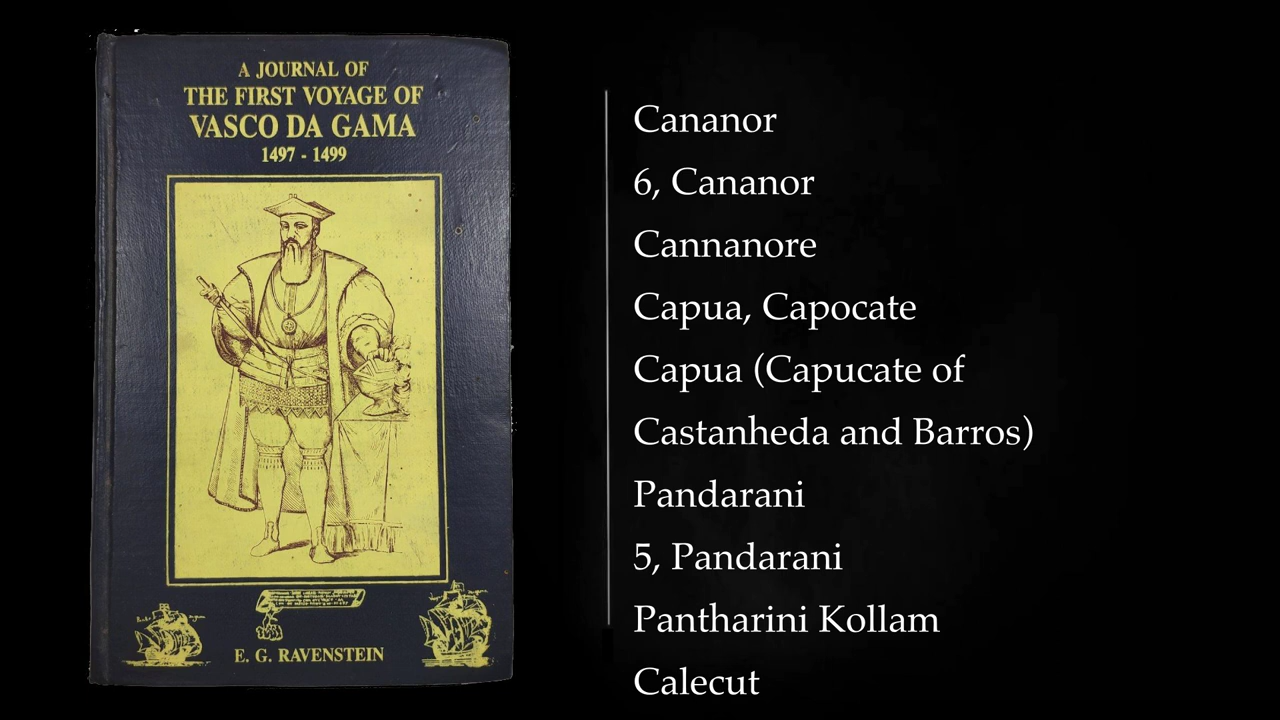 A JOURNAL OF
THE FIRST VOYAGE OF
VASCO DA GAMA
1497 - 1499
E. G. RAVENSTEIN
Cananor
6, Cananor
Cannanore
Capua, Capocate
Capua (Capucate of
Castanheda and Barros)
Pandarani
5, Pandarani
Pantharini Kollam
Calecut